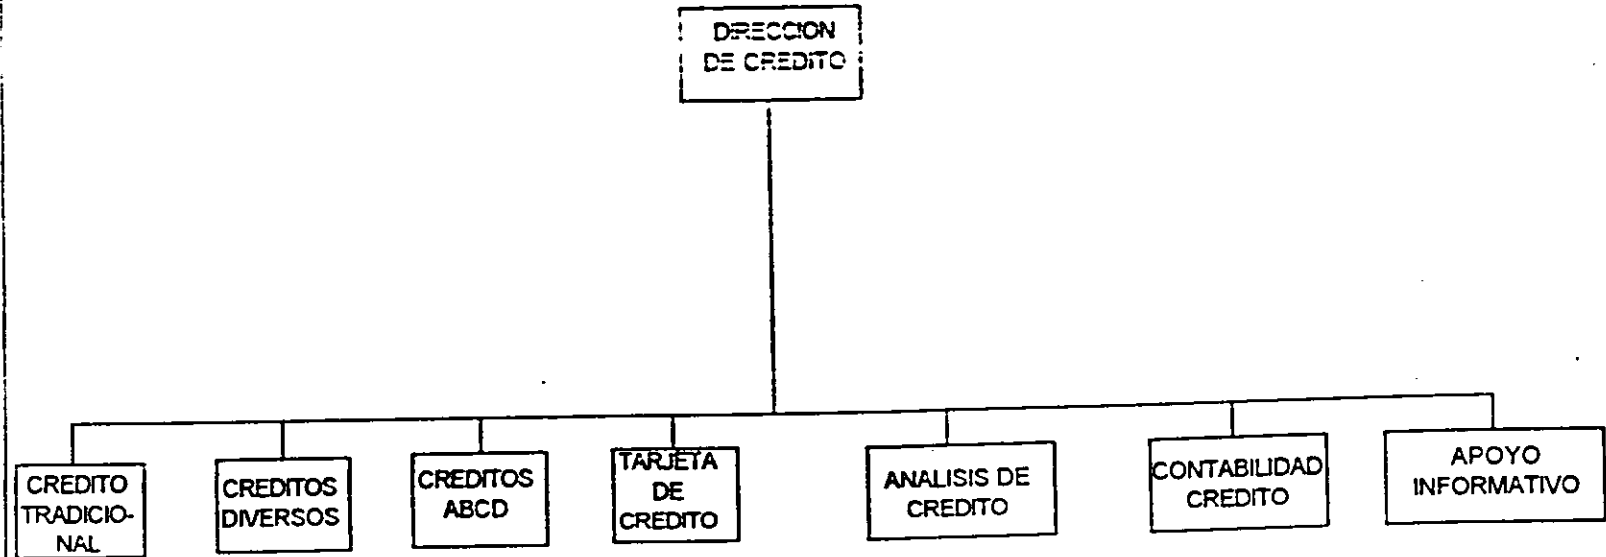 DIRECCION
DE CREDITO
CREDITO
TRADICIO-
NAL
CREDITOS
DIVERSOS
CREDITOS
ABCD
TARJETA
DE
CREDITO
ANALISIS DE
CREDITO
CONTABILIDAD
CREDITO
APOYO
INFORMATIVO